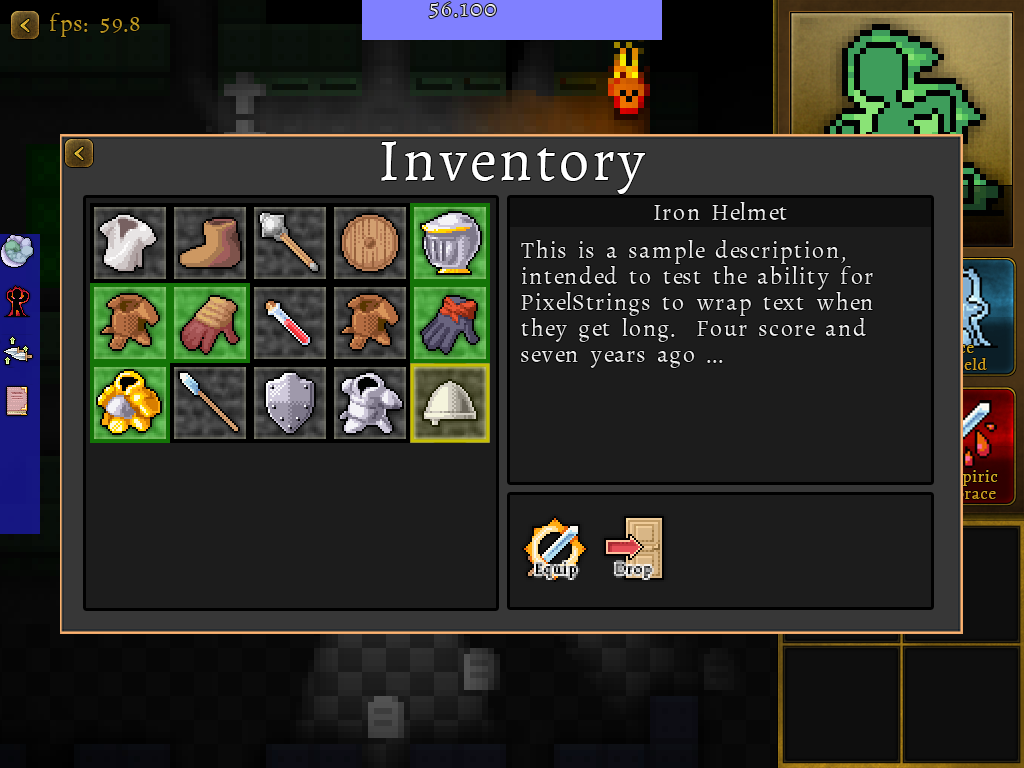 fps: 59.8
56.100
Inventory
Iron Helmet
This is a sample description,
intended to test the ability for
PixelStrings to wrap text when
they get long.  Four score and
seven years ago ...
Equip
Drop